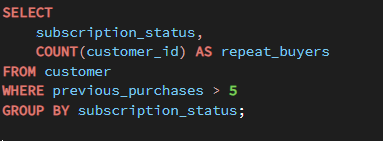 SELECT
    subscription_status,
    COUNT(customer_id) AS repeat_buyers
FROM customer
WHERE previous_purchases > 5
GROUP BY subscription_status;